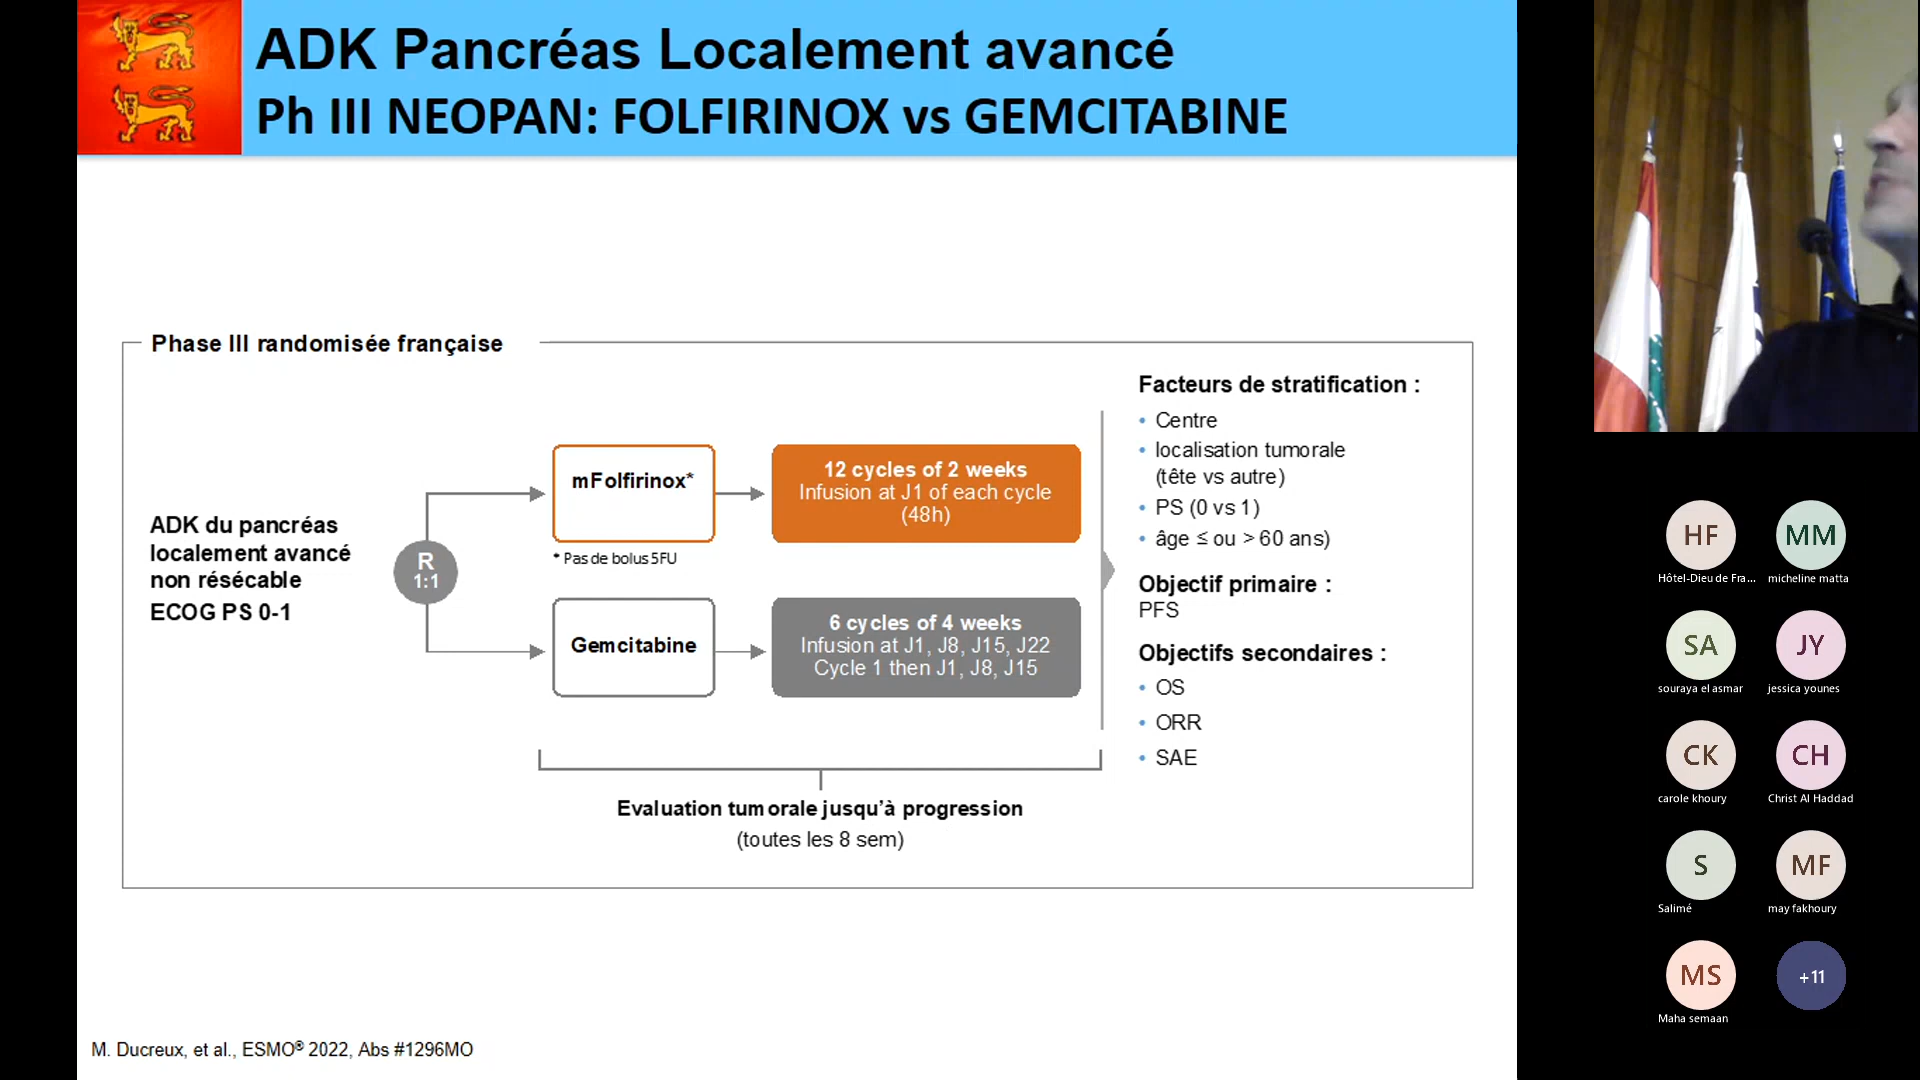 ADK Pancréas Localement avancé
Ph III NEOPAN: FOLFIRINOX vs GEMCITABINE
Phase III randomisée française
ADK du pancréas
localement avancé
non résécable
ECOG PS 0-1
R
1:1
mFolfirinox*
* Pas de bolus 5FU
12 cycles of 2 weeks
Infusion at J1 of each cycle
(48h)
Gemcitabine
6 cycles of 4 weeks
Infusion at J1, J8, J15, J22
Cycle 1 then J1, J8, J15
Evaluation tumorale jusqu'à progression
(toutes les 8 sem)
Facteurs de stratification :
• Centre
• localisation tumorale
(tête vs autre)
• PS (0 vs 1)
• âge ≤ ou > 60 ans)
Objectif primaire :
PFS
Objectifs secondaires :
• OS
• ORR
• SAE
M. Ducreux, et al., ESMO® 2022, Abs #1296MO
HF
Hôtel-Dieu de Fra...
MM
micheline matta
SA
souraya el asmar
JY
jessica younes
CK
carole khoury
CH
Christ Al Haddad
S
Salimé
MF
may fakhoury
MS
Maha semaan
+11